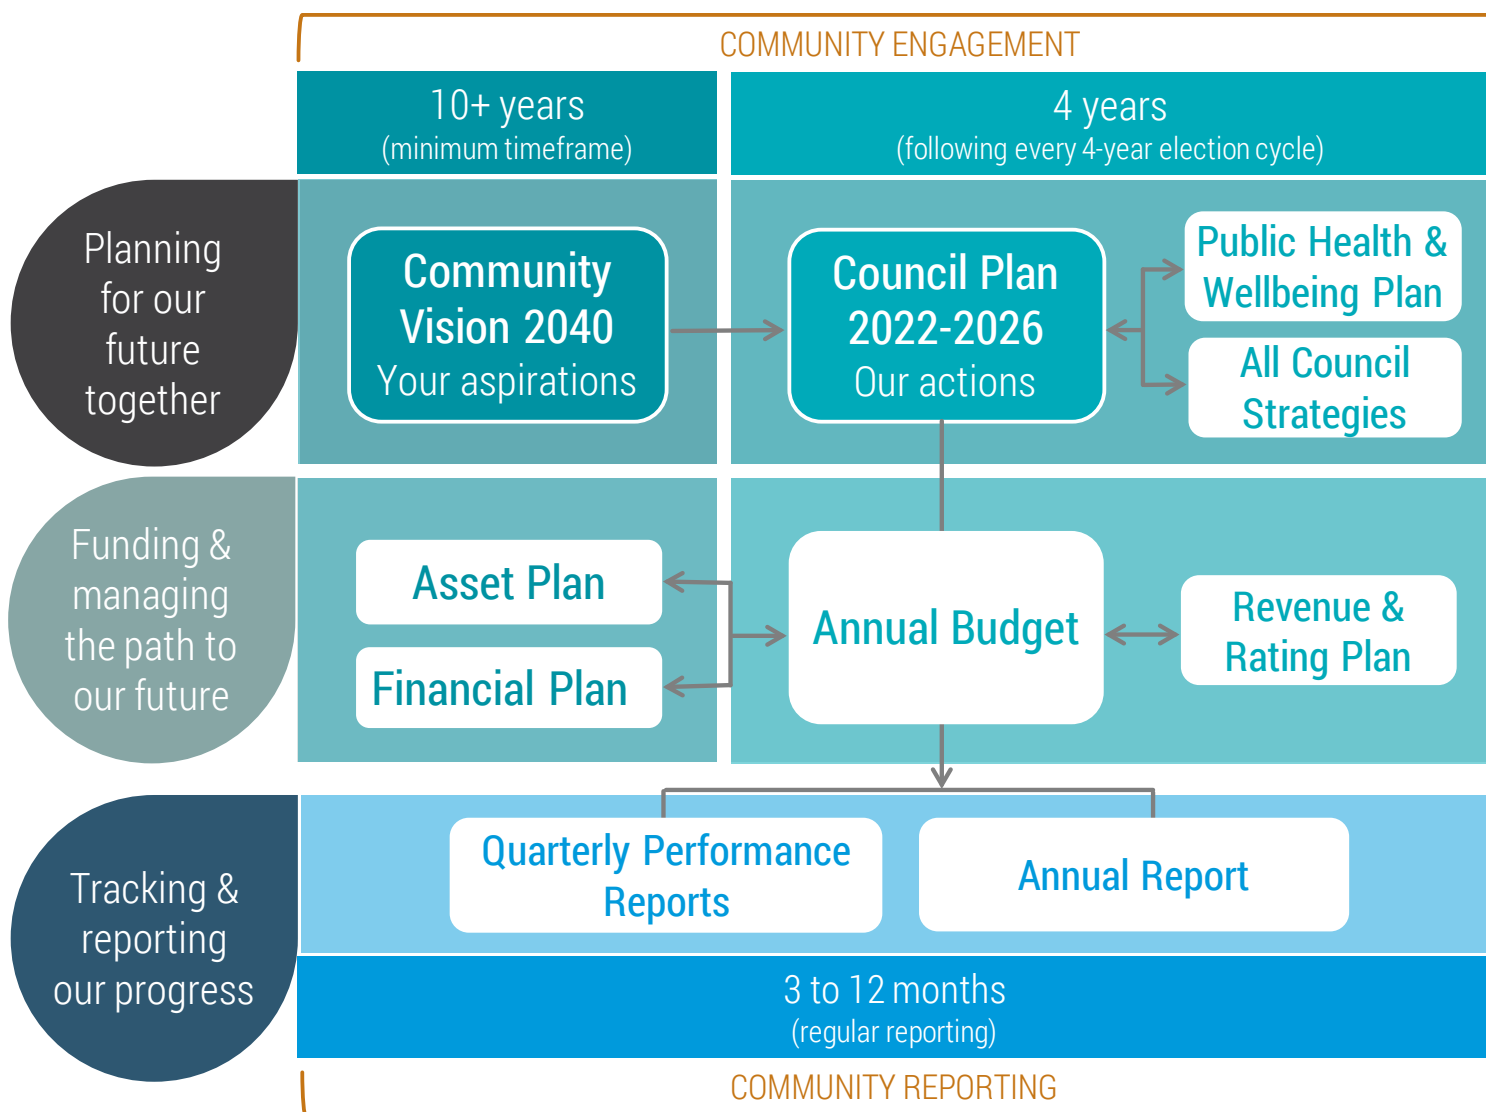 COMMUNITY ENGAGEMENT
10+ years
(minimum timeframe)
4 years
(following every 4-year election cycle)
Planning
for our
future
together
Community
Vision 2040
Your aspirations
Council Plan
2022-2026
Our actions
Public Health &
Wellbeing Plan
All Council
Strategies
Funding &
managing
the path to
our future
Asset Plan
Financial Plan
Annual Budget
Revenue &
Rating Plan
Tracking &
reporting
our progress
Quarterly Performance
Reports
Annual Report
3 to 12 months
(regular reporting)
COMMUNITY REPORTING